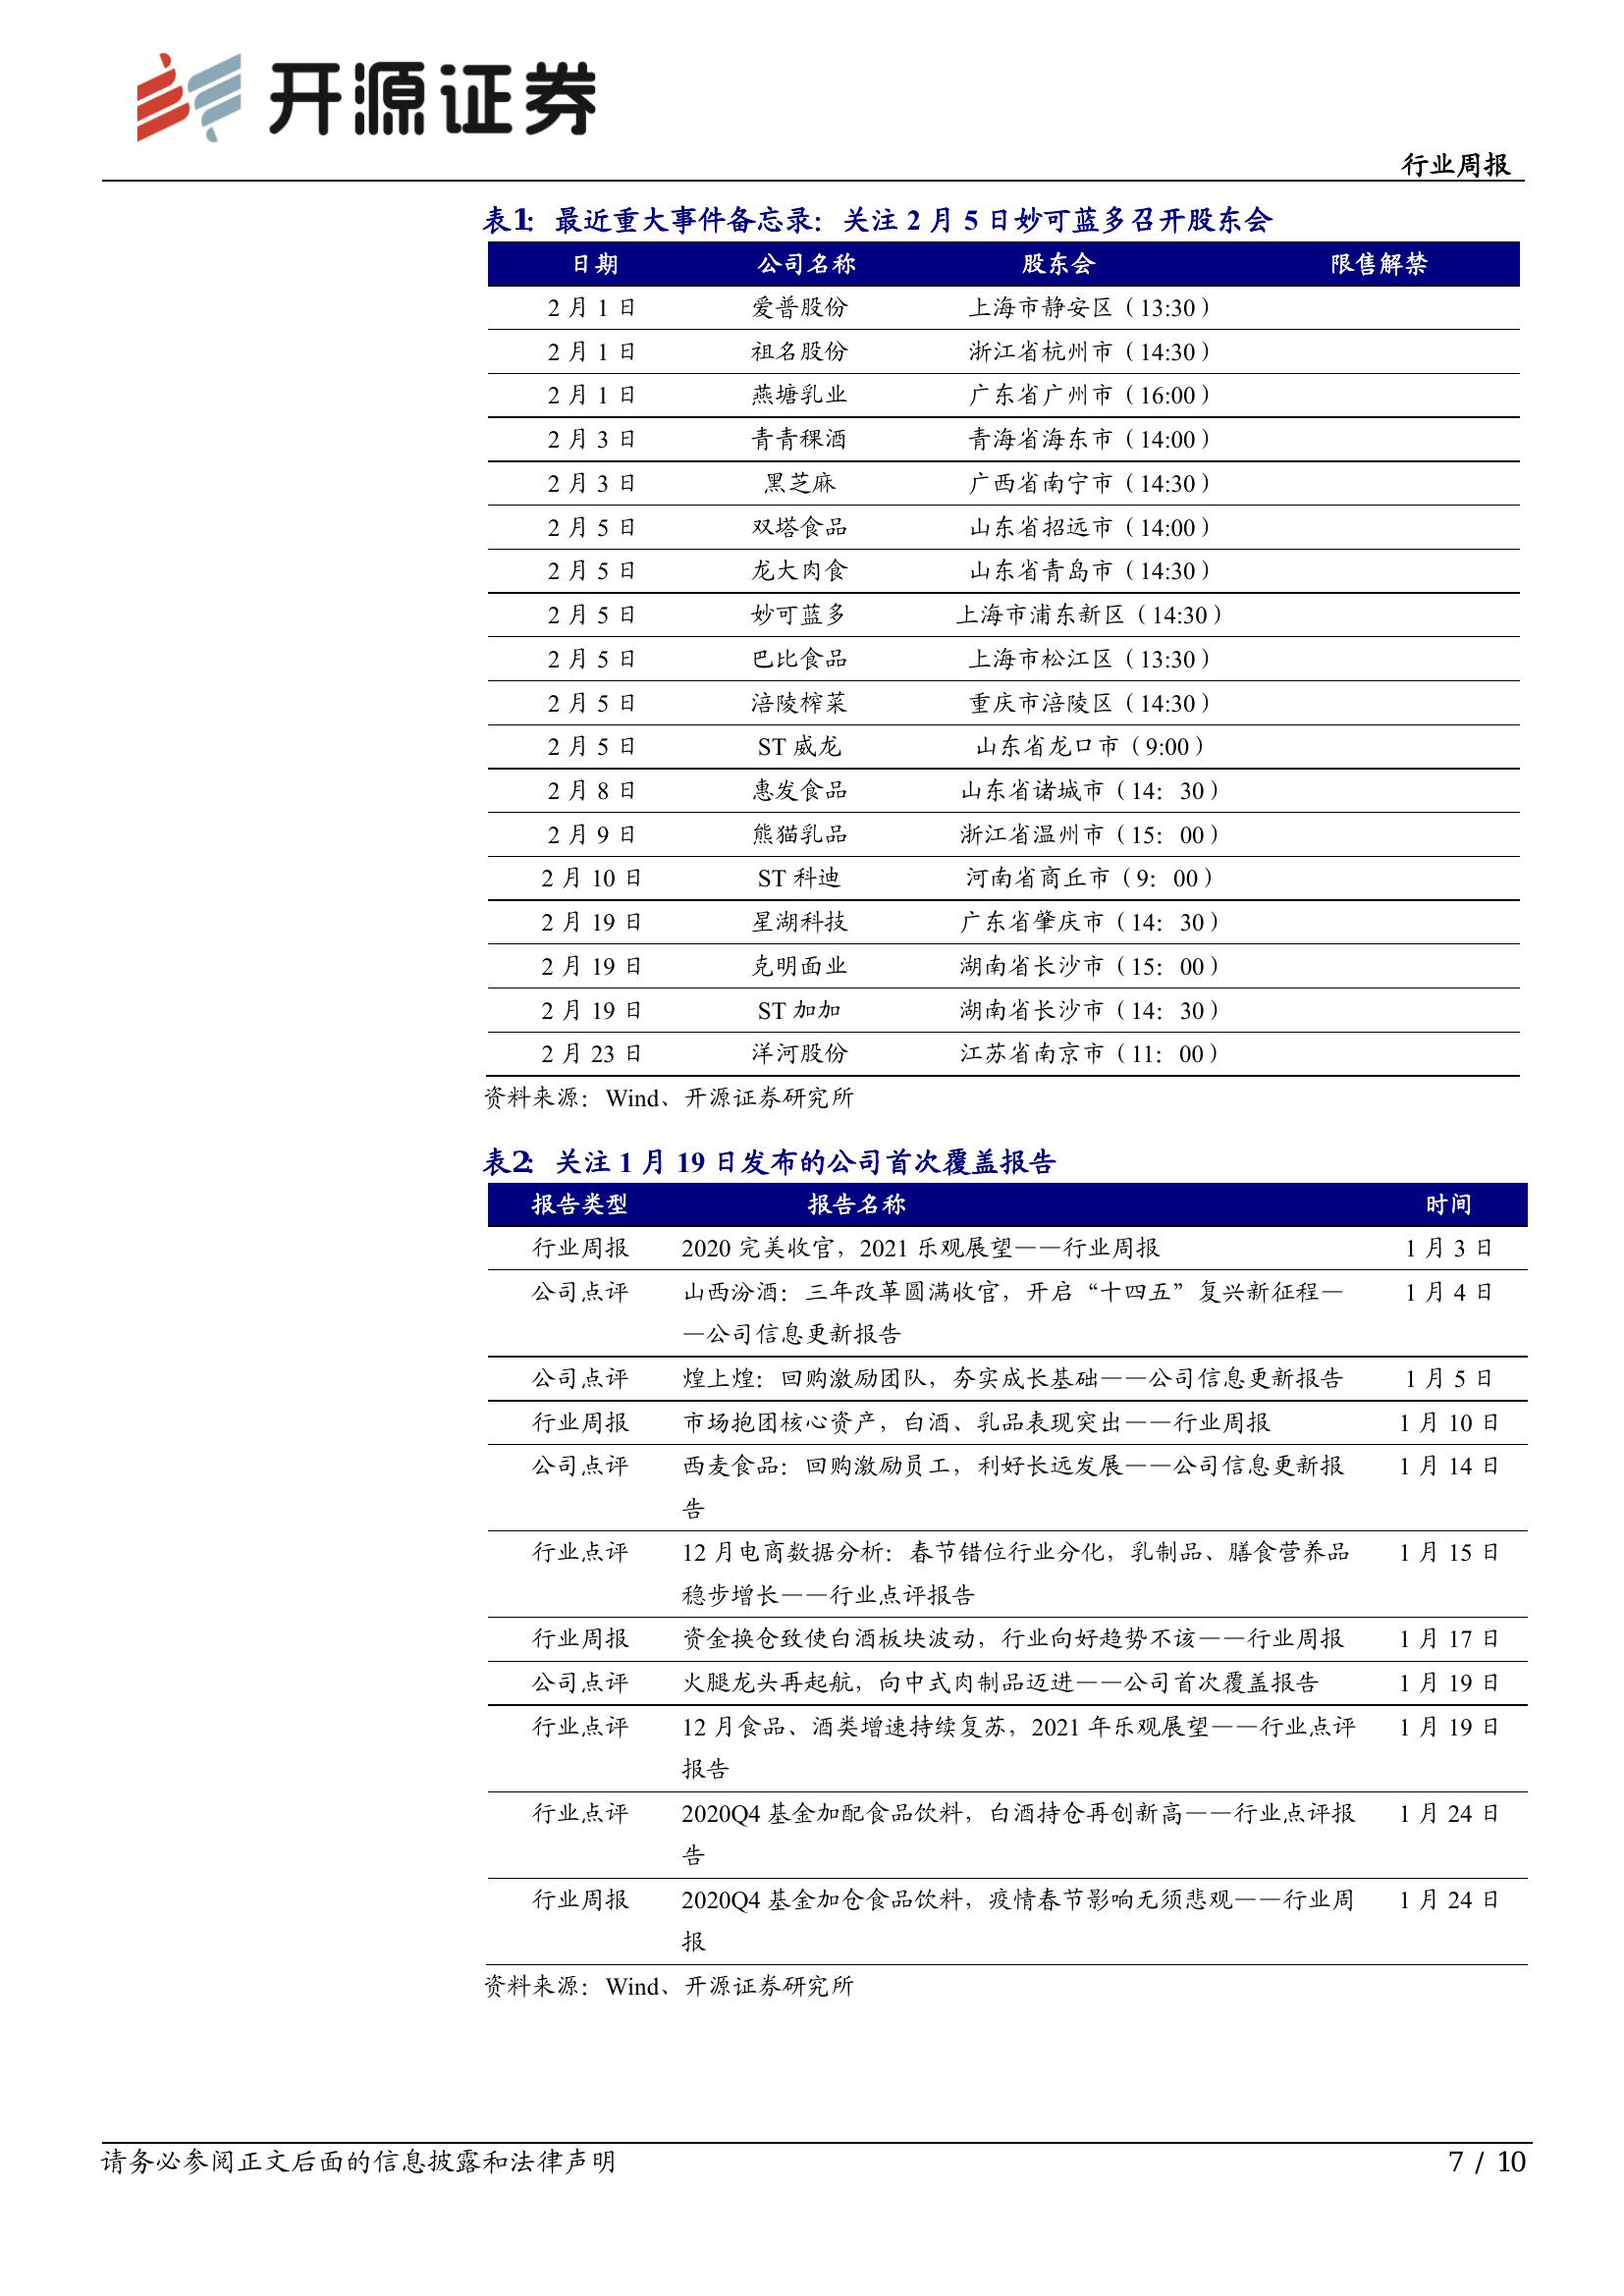 开源证券
行业周报
表1：最近重大事件备忘录：关注 2 月 5 日妙可蓝多召开股东会
日期 公司名称 股东会 限售解禁
2 月 1 日 爱普股份 上海市静安区（13:30）
2 月 1 日 祖名股份 浙江省杭州市（14:30）
2 月 1 日 燕塘乳业 广东省广州市（16:00）
2 月 3 日 青青稞酒 青海省海东市（14:00）
2 月 3 日 黑芝麻 广西省南宁市（14:30）
2 月 5 日 双塔食品 山东省招远市（14:00）
2 月 5 日 龙大肉食 山东省青岛市（14:30）
2 月 5 日 妙可蓝多 上海市浦东新区（14:30）
2 月 5 日 巴比食品 上海市松江区（13:30）
2 月 5 日 涪陵榨菜 重庆市涪陵区（14:30）
2 月 5 日 ST 威龙 山东省龙口市（9:00）
2 月 8 日 惠发食品 山东省诸城市（14：30）
2 月 9 日 熊猫乳品 浙江省温州市（15：00）
2 月 10 日 ST 科迪 河南省商丘市（9：00）
2 月 19 日 星湖科技 广东省肇庆市（14：30）
2 月 19 日 克明面业 湖南省长沙市（15：00）
2 月 19 日 ST 加加 湖南省长沙市（14：30）
2 月 23 日 洋河股份 江苏省南京市（11：00）
资料来源：Wind、开源证券研究所
表2：关注 1 月 19 日发布的公司首次覆盖报告
报告类型 报告名称 时间
行业周报 2020 完美收官，2021 乐观展望——行业周报 1 月 3 日
公司点评 山西汾酒：三年改革圆满收官，开启“十四五”复兴新征程— 1 月 4 日
—公司信息更新报告
公司点评 煌上煌：回购激励团队，夯实成长基础——公司信息更新报告 1 月 5 日
行业周报 市场抱团核心资产，白酒、乳品表现突出——行业周报 1 月 10 日
公司点评 西麦食品：回购激励员工，利好长远发展——公司信息更新报 1 月 14 日
告
行业点评 12 月电商数据分析：春节错位行业分化，乳制品、膳食营养品 1 月 15 日
稳步增长——行业点评报告
行业周报 资金换仓致使白酒板块波动，行业向好趋势不该——行业周报 1 月 17 日
公司点评 火腿龙头再起航，向中式肉制品迈进——公司首次覆盖报告 1 月 19 日
行业点评 12 月食品、酒类增速持续复苏，2021 年乐观展望——行业点评 1 月 19 日
报告
行业点评 2020Q4 基金加配食品饮料，白酒持仓再创新高——行业点评报 1 月 24 日
告
行业周报 2020Q4 基金加仓食品饮料，疫情春节影响无须悲观——行业周 1 月 24 日
报
资料来源：Wind、开源证券研究所
请务必参阅正文后面的信息披露和法律声明 7 / 10